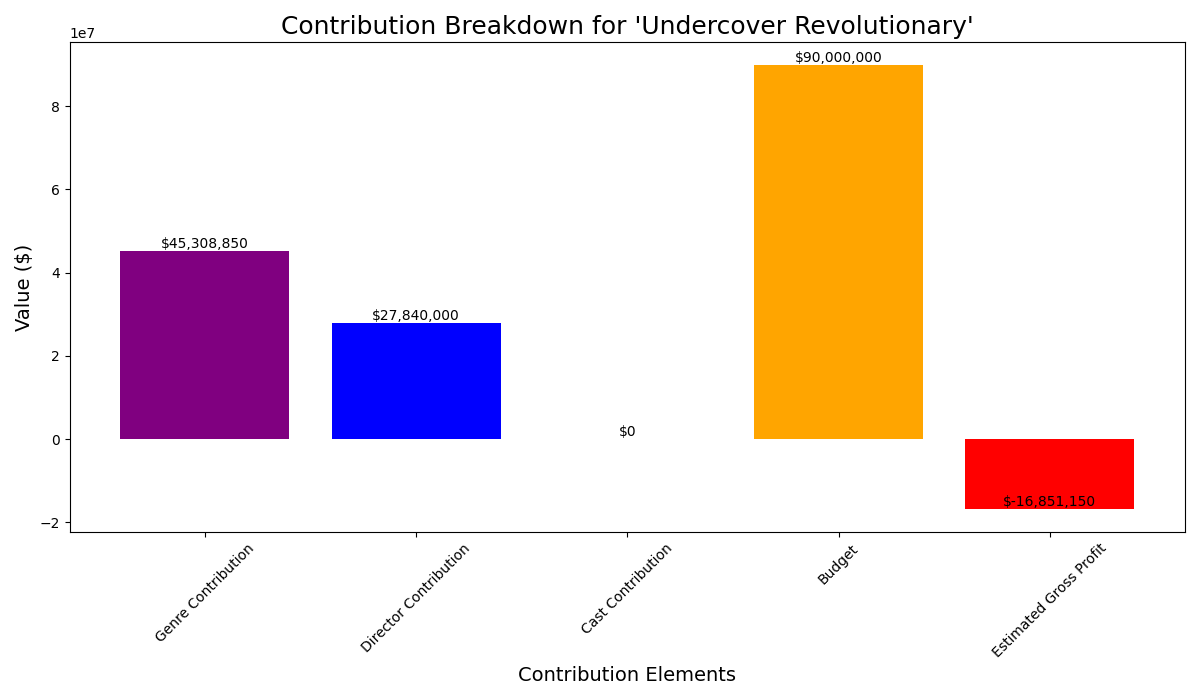 Contribution Breakdown for 'Undercover Revolutionary'
1e7
$90,000,000
8
6
$45,308,850
4
$27,840,000
2
$0
0
$-16,851,150
−2
Value ($)
Genre Contribution
Director Contribution
Cast Contribution
Budget
Estimated Gross Profit
Contribution Elements